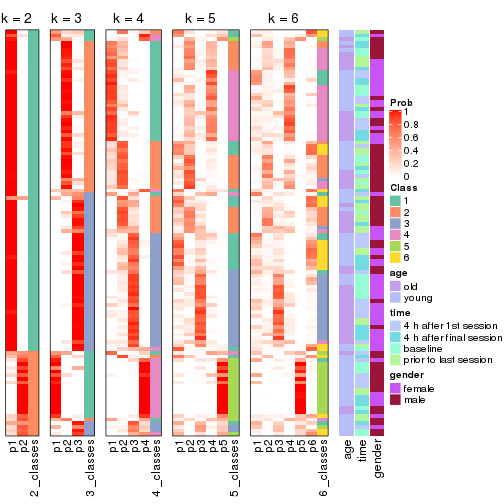 k = 2 k = 3 k = 4 k = 5 k = 6
Prob
1
0.8
0.6
0.4
0.2
0
Class
1
2
3
4
5
6
age
old
young
time
4 h after 1st session
4 h after final session
baseline
prior to last session
gender
female
male
p1 p2 2_classes p1 p2 p3 3_classes p1 p2 p3 p4 4_classes p1 p2 p3 p4 p5 5_classes p1 p2 p3 p4 p5 p6 6_classes age time gender